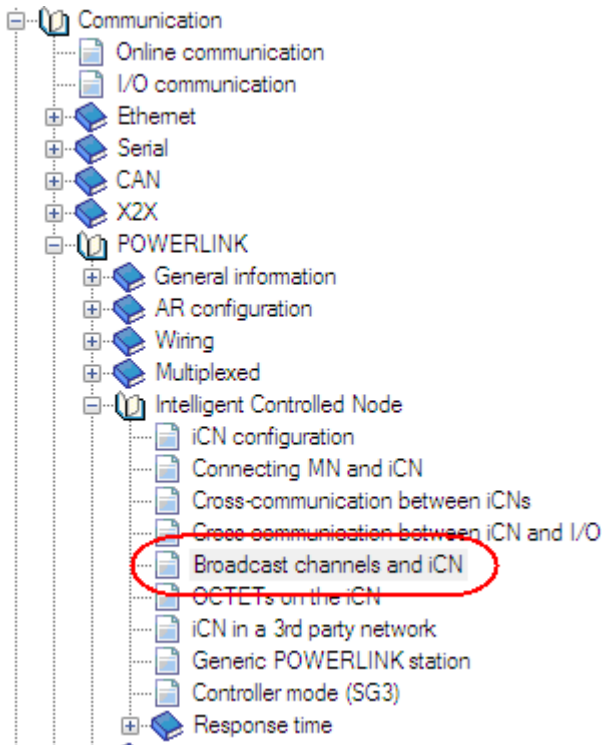 Communication
Online communication
I/O communication
Ethernet
Serial
CAN
X2X
POWERLINK
General information
AR configuration
Wiring
Multiplexed
Intelligent Controlled Node
iCN configuration
Connecting MN and iCN
Cross-communication between iCNs
Cross-communication between iCN and I/O
Broadcast channels and iCN
OCTETs on the iCN
iCN in a 3rd party network
Generic POWERLINK station
Controller mode (SG3)
Response time